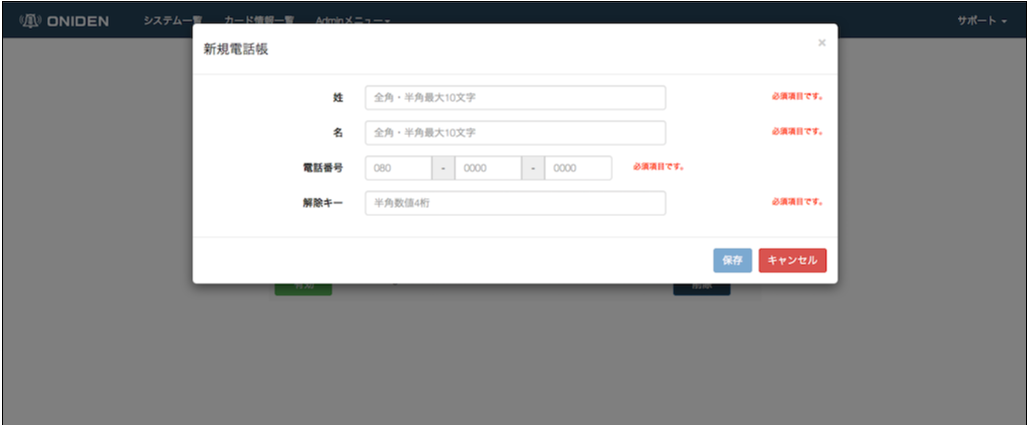 ONIDEN システム一覧 カード情報一覧 Adminメニュー サポート
新規電話帳 ×
姓 全角・半角最大10文字 必須項目です。
名 全角・半角最大10文字 必須項目です。
電話番号 080 - 0000 - 0000 必須項目です。
解除キー 半角数値4桁 必須項目です。
保存 キャンセル
有効 削除